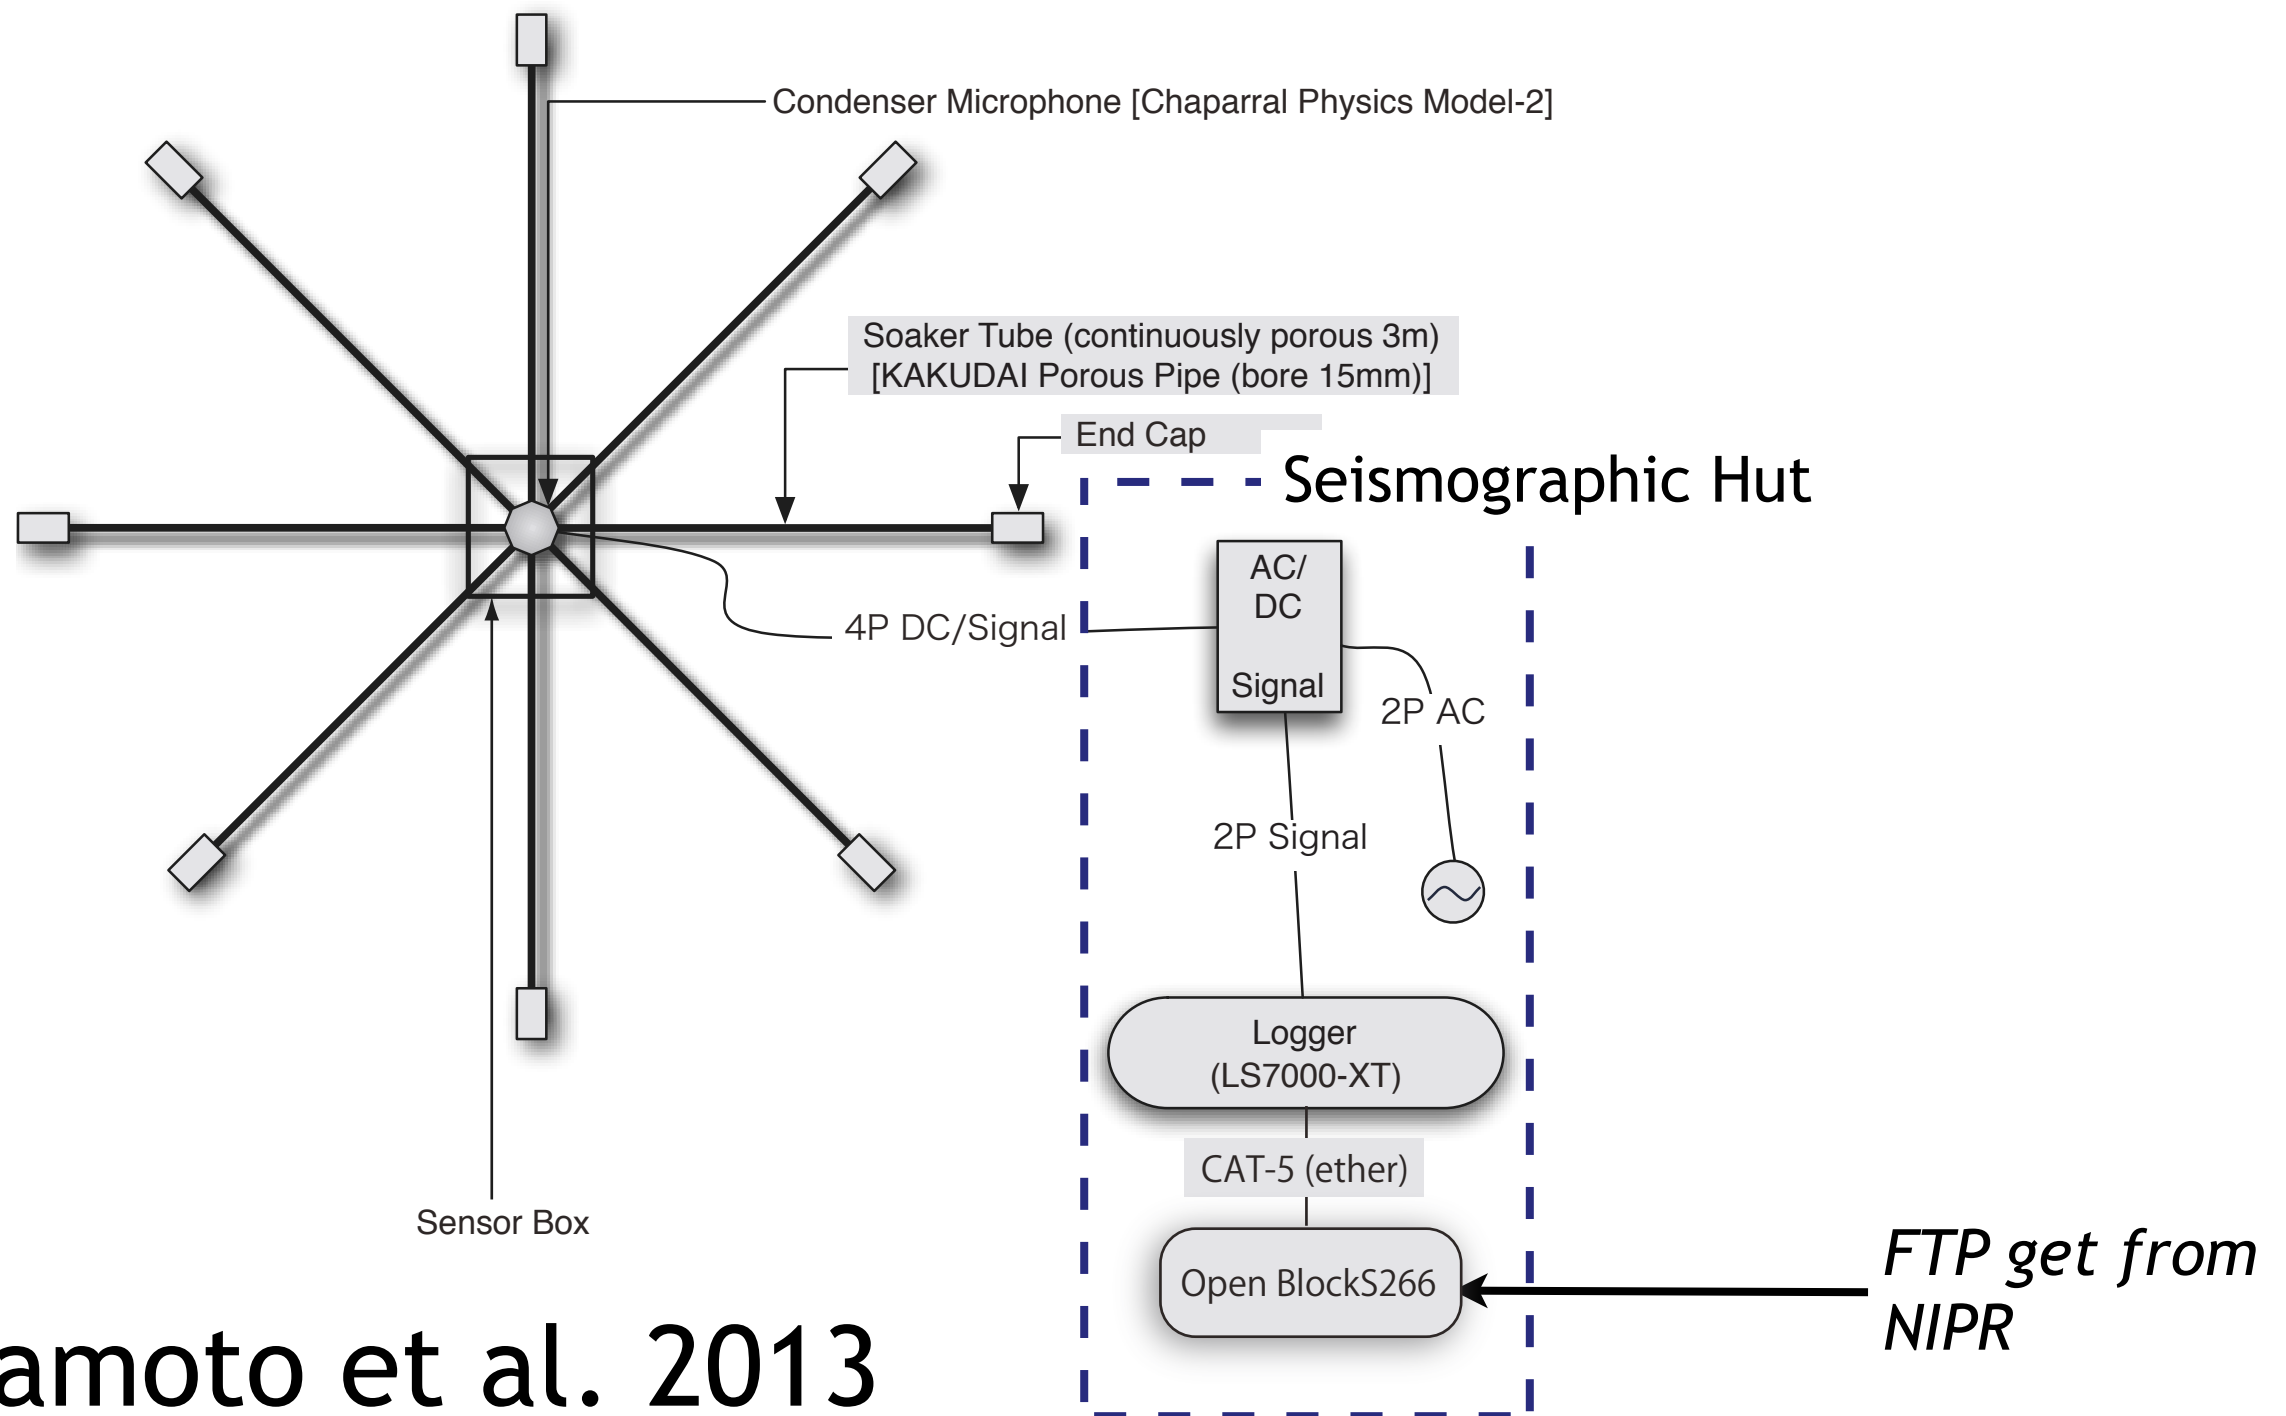 Condenser Microphone [Chaparral Physics Model-2]
Soaker Tube (continuously porous 3m)
[KAKUDAI Porous Pipe (bore 15mm)]
End Cap
Seismographic Hut
AC/
DC
Signal
4P DC/Signal
2P AC
2P Signal
Logger
(LS7000-XT)
CAT-5 (ether)
Sensor Box
Open BlockS266
FTP get from
NIPR
amoto et al. 2013